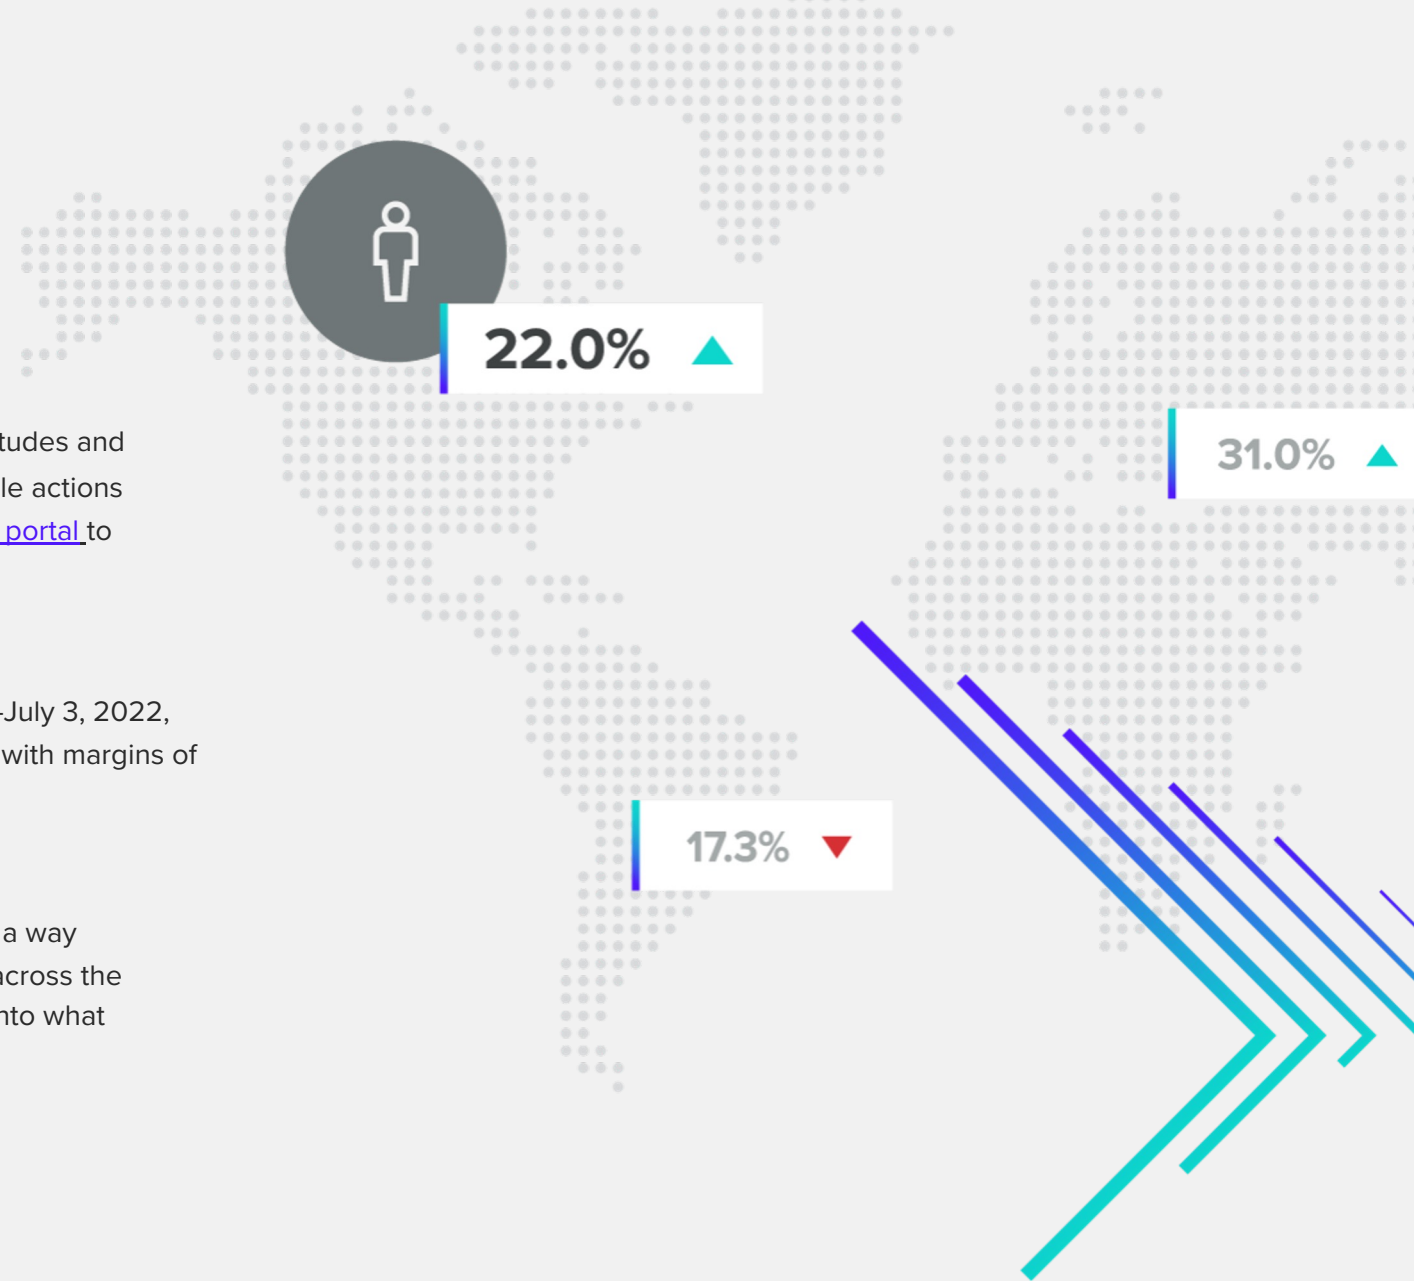 22.0%
31.0%
tudes and
le actions
portal to
-July 3, 2022,
with margins of
17.3%
a way
across the
nto what